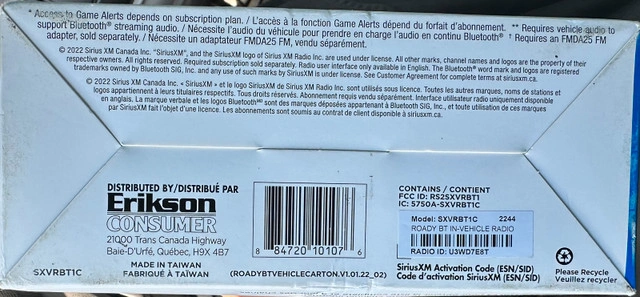 * Access to Game Alerts depends on subscription plan. / L'accès à la fonction Game Alerts dépend du forfait d'abonnement. ** Requires vehicle audio to
support Bluetooth® streaming audio. / Nécessite l'audio du véhicule pour prendre en charge l'audio en continu Bluetooth® † Requires an FMDA25 FM
adapter, sold separately. / Nécessite un adaptateur FMDA25 FM, vendu séparément.
© 2022 Sirius XM Canada Inc. "SiriusXM", and the SiriusXM logo of Sirius XM Radio Inc. are used under license. All other marks, channel names and logos are the property of their
respective owners. All rights reserved. Required subscription sold separately. Radio user interface only available in English. The Bluetooth® word mark and logos are registered
trademarks owned by Bluetooth SIG, Inc. and any use of such marks by SiriusXM is under license. See Customer Agreement for complete terms at siriusxm.ca.
© 2022 Sirius XM Canada Inc. « SiriusXM » et le logo SiriusXM de Sirius XM Radio Inc. sont utilisés sous licence. Toutes les autres marques, noms de stations et
logos appartiennent à leurs titulaires respectifs. Tous droits réservés. Abonnement requis vendu séparément. Interface utilisateur radio uniquement disponible
en anglais. La marque verbale et les logos Bluetooth MD sont des marques déposées appartenant à Bluetooth SIG, Inc., et toute utilisation de ces marques
par SiriusXM fait l'objet d'une licence. Les abonnements sont soumis au contrat de client disponible à siriusxm.ca.
DISTRIBUTED BY/DISTRIBUÉ PAR
Erikson
CONSUMER
21000 Trans Canada Highway
Baie-D'Urfé, Québec, H9X 4B7
MADE IN TAIWAN
SXVRBT1C FABRIQUÉ À TAÏWAN
8 84720 10107 6
(ROADYBTVEHICLECARTON.V1.01.22_02)
CONTAINS / CONTENU
FCC ID: RS2SXVRBT1
IC: 5750A-SXVRBT1C
Model: SXVRBT1C 2244
ROADY BT IN-VEHICLE RADIO
RADIO ID: U3WD7E8T
SiriusXM Activation Code (ESN/SID)
Code d'activation SiriusXM (ESN/SID)
Please Recycle
Veuillez recycler